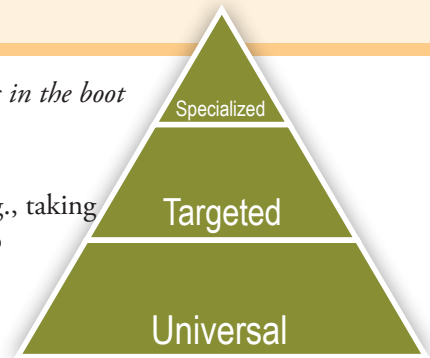 in the boot
Specialized
g., taking
Targeted
Universal